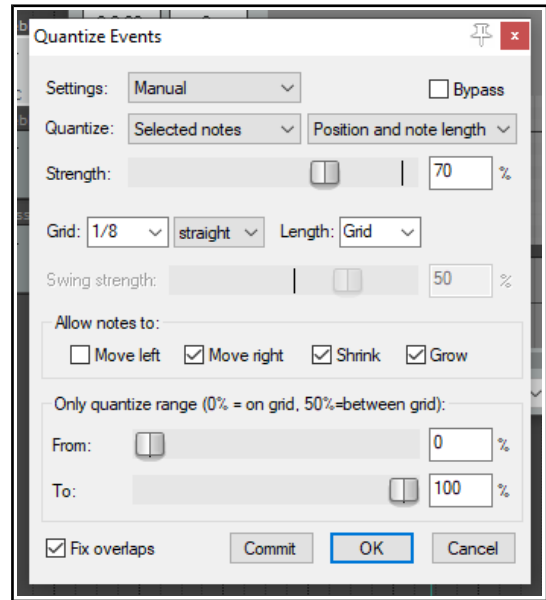 Quantize Events
Settings: Manual Bypass
Quantize: Selected notes Position and note length
Strength: 70 %
Grid: 1/8 straight Length: Grid
Swing strength: 50 %
Allow notes to:
Move left Move right Shrink Grow
Only quantize range (0% = on grid, 50%=between grid):
From: 0 %
To: 100 %
Fix overlaps Commit OK Cancel